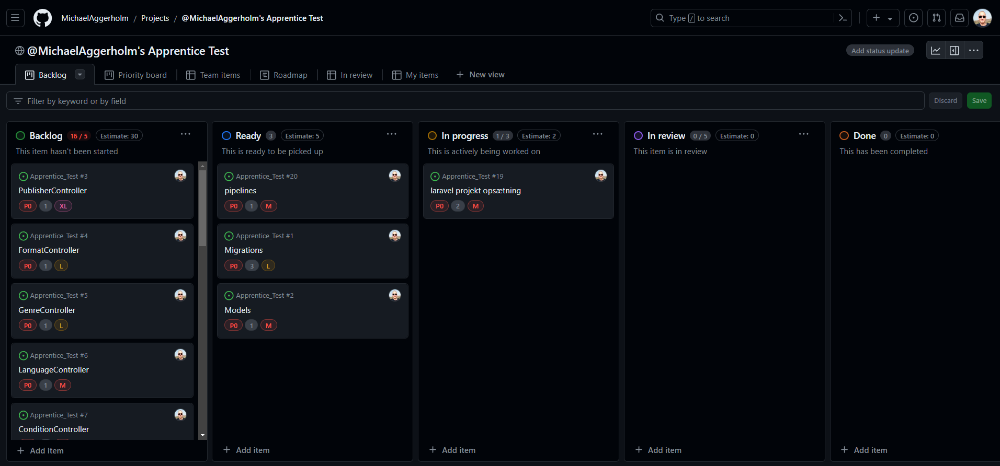 MichaelAggerholm / Projects / @MichaelAggerholm's Apprentice Test
Type / to search
@MichaelAggerholm's Apprentice Test
Add status update
Backlog
Priority board
Team items
Roadmap
In review
My items
New view
Filter by keyword or by field
Discard
Save
Backlog 16 / 5 Estimate: 30
This item hasn't been started
Apprentice_Test #3
PublisherController
P0 1 XL
Apprentice_Test #4
FormatController
P0 1 L
Apprentice_Test #5
GenreController
P0 1 L
Apprentice_Test #6
LanguageController
P0 1 M
Apprentice_Test #7
ConditionController
Add item
Ready 3 Estimate: 5
This is ready to be picked up
Apprentice_Test #20
pipelines
P0 1 M
Apprentice_Test #1
Migrations
P0 3 L
Apprentice_Test #2
Models
P0 1 M
Add item
In progress 1 / 3 Estimate: 2
This is actively being worked on
Apprentice_Test #19
laravel projekt opsætning
P0 2 M
Add item
In review 0 / 5 Estimate: 0
This item is in review
Add item
Done 0 Estimate: 0
This has been completed
Add item